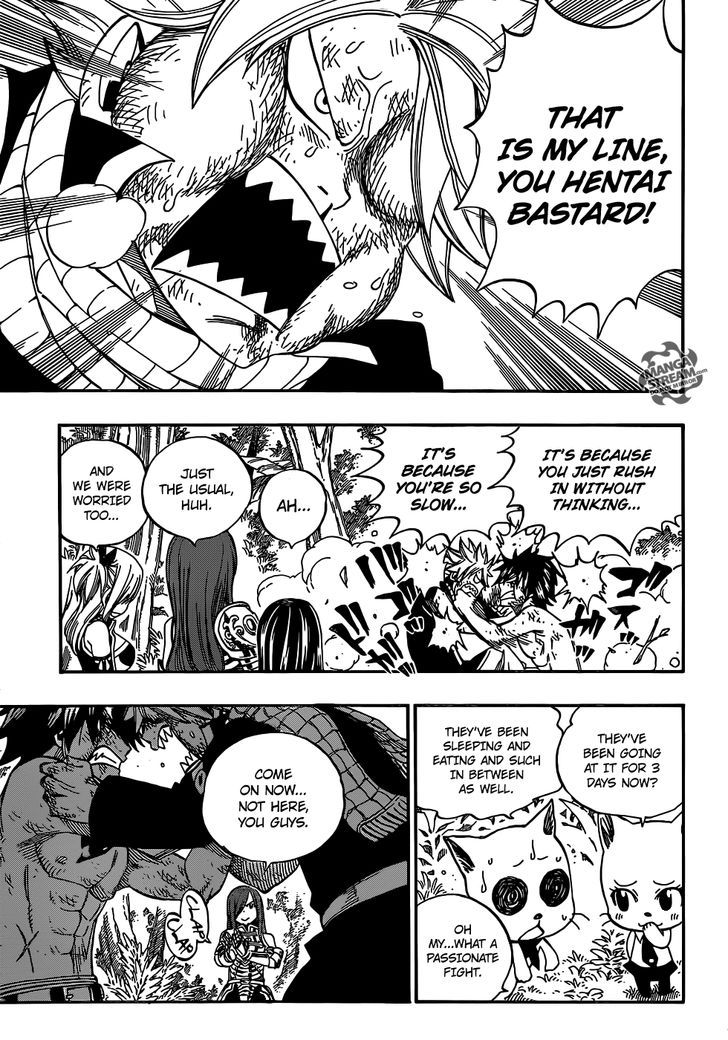 THAT
IS MY LINE,
YOU HENTAI
BASTARD!
MANGA
STREAM.com
IT'S BECAUSE
YOU JUST RUSH
IN WITHOUT
THINKING...
IT'S
BECAUSE
YOU'RE SO
SLOW...
AH...
JUST
THE USUAL,
HUH.
AND
WE WERE
WORRIED
TOO...
THEY'VE
BEEN GOING
AT IT FOR 3
DAYS NOW?
THEY'VE BEEN
SLEEPING AND
EATING AND SUCH
IN BETWEEN
AS WELL.
OH
MY...WHAT A
PASSIONATE
FIGHT.
COME
ON NOW...
NOT HERE,
YOU GUYS.
CLAP
CLAP